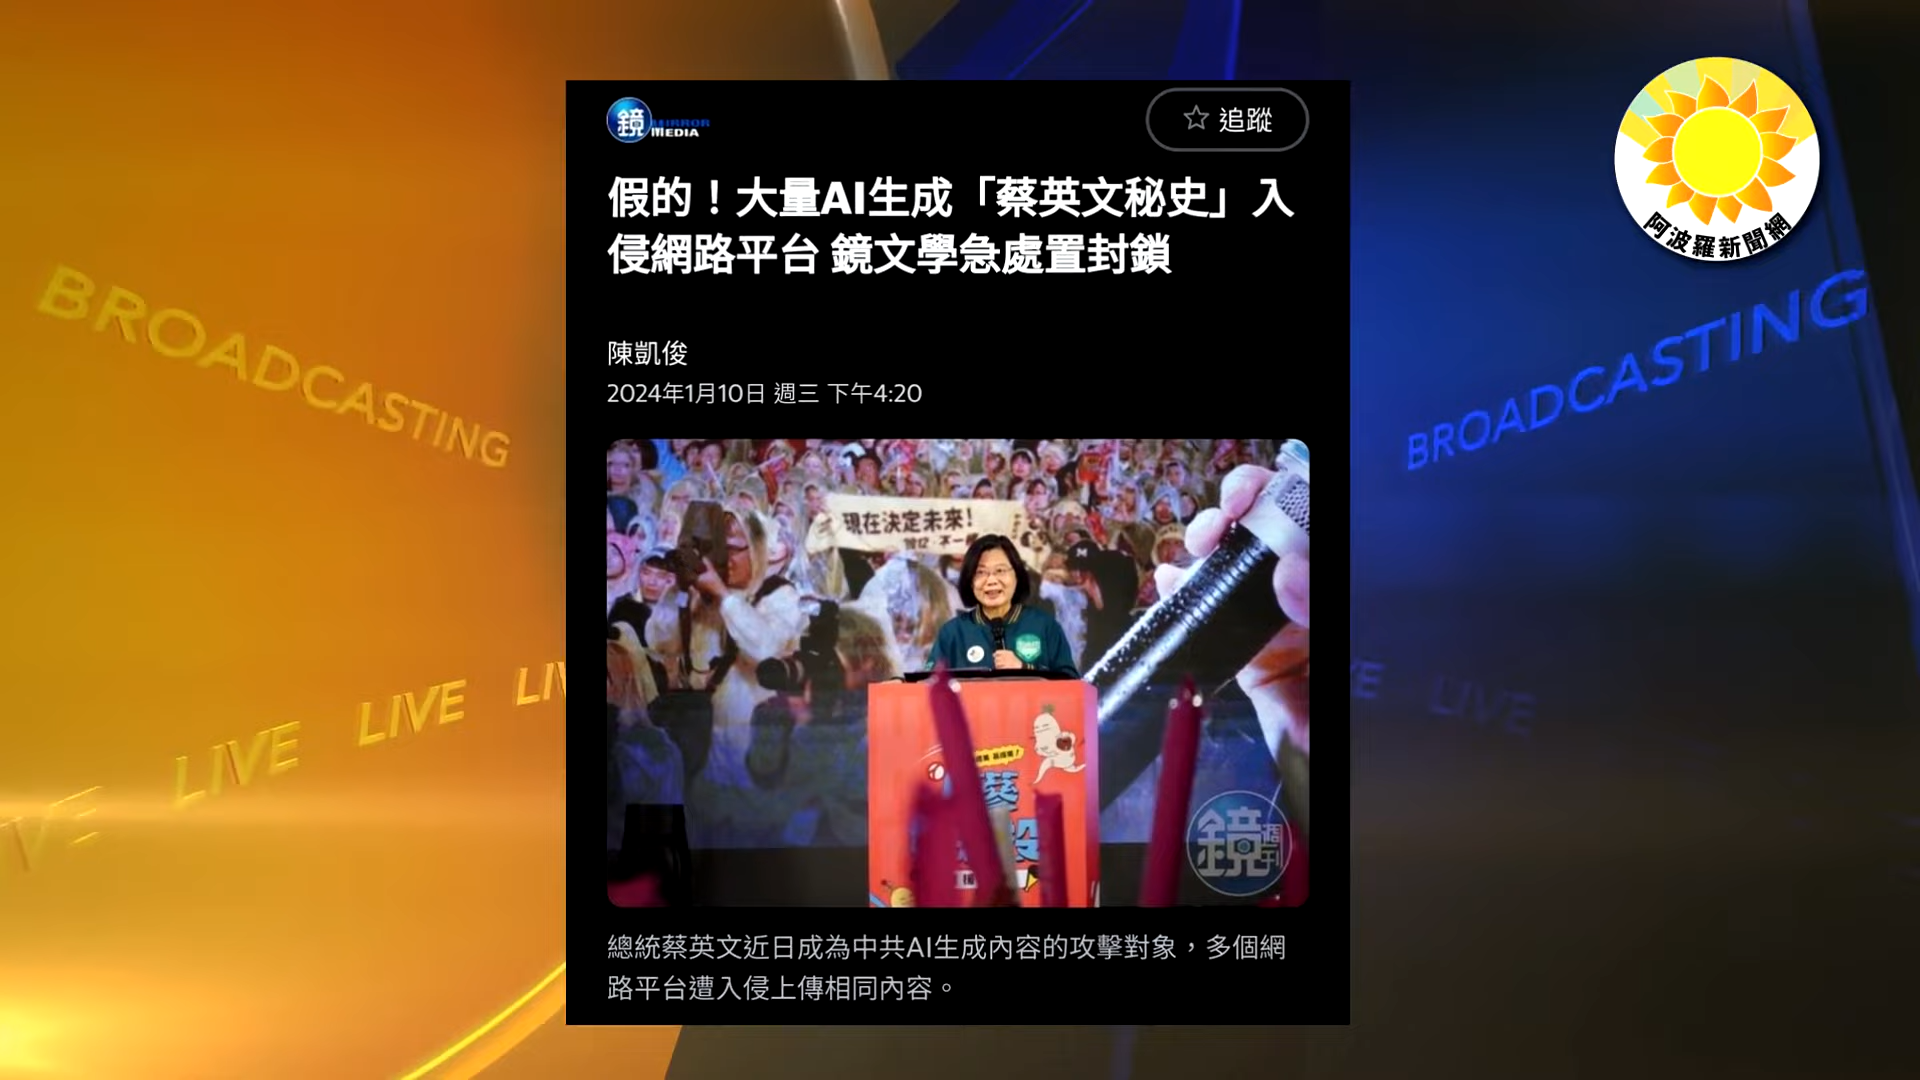 鏡 MIRROR MEDIA
☆ 追蹤
假的！大量AI生成「蔡英文秘史」入
侵網路平台 鏡文學急處置封鎖
陳凱俊
2024年1月10日 週三 下午4:20
現在決定未來！
蔡
鏡週刊
總統蔡英文近日成為中共AI生成內容的攻擊對象，多個網
路平台遭入侵上傳相同內容。
阿波羅新聞網
BROADCASTING
BROADCASTING
LIVE
LIVE
LIVE